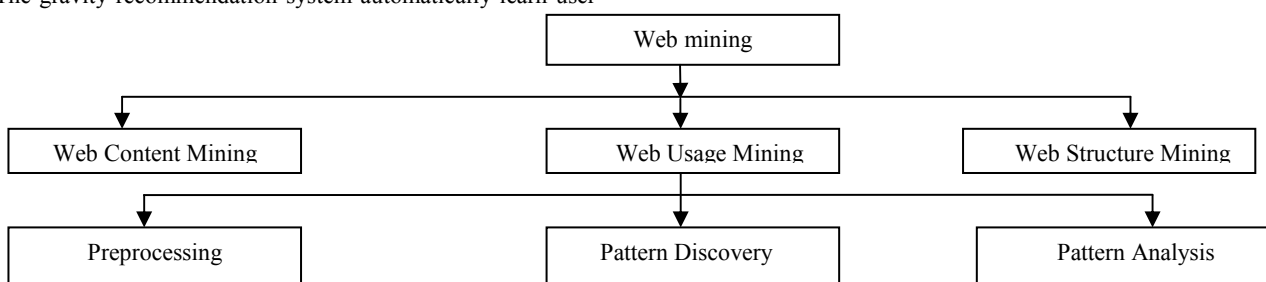 The gravity recommendation system automatically learn user
Web mining
Web Content Mining
Web Usage Mining
Web Structure Mining
Preprocessing
Pattern Discovery
Pattern Analysis